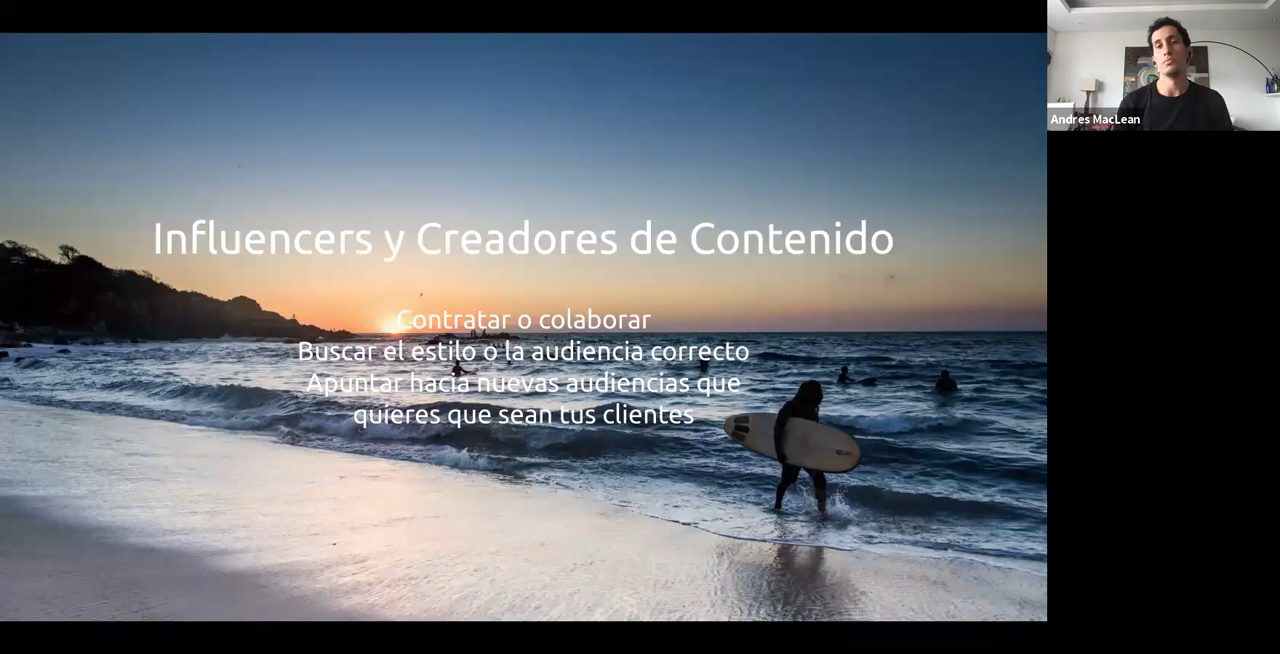 Influencers y Creadores de Contenido
Contratar o colaborar
Buscar el estilo o la audiencia correcto
Apuntar hacia nuevas audiencias que
quieres que sean tus clientes
Andres MacLean